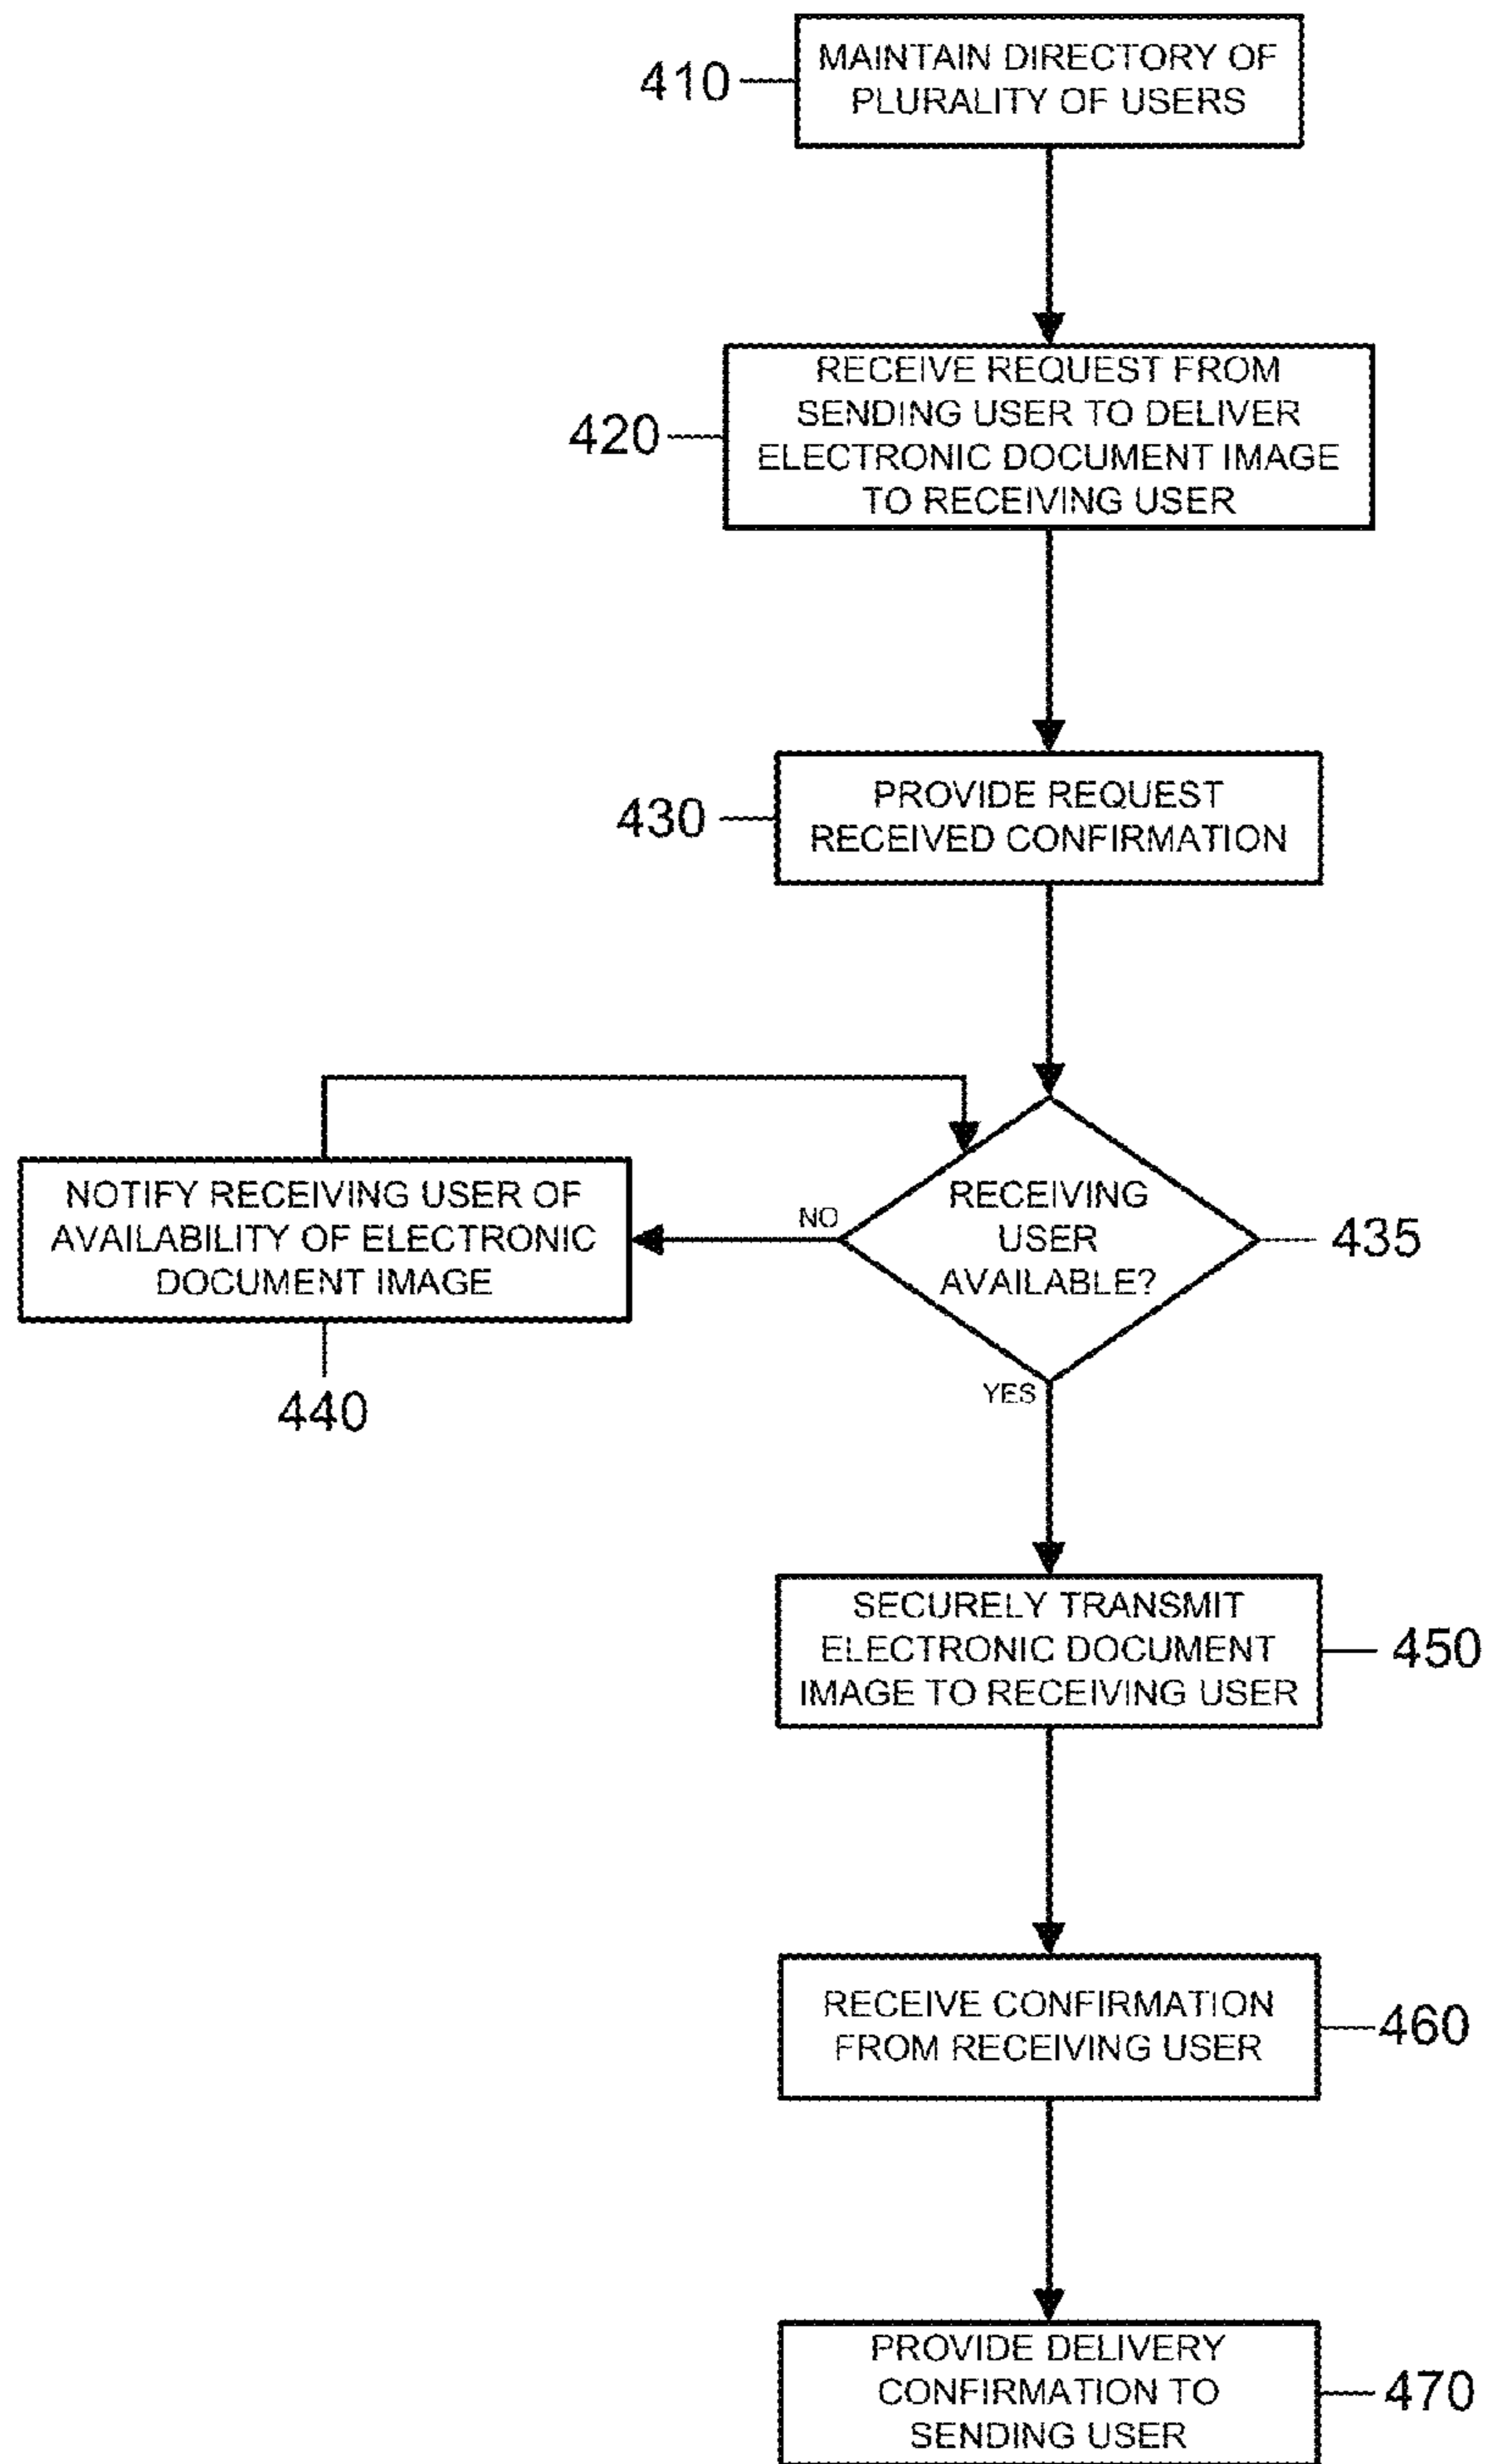 410
MAINTAIN DIRECTORY OF
PLURALITY OF USERS
420
RECEIVE REQUEST FROM
SENDING USER TO DELIVER
ELECTRONIC DOCUMENT IMAGE
TO RECEIVING USER
430
PROVIDE REQUEST
RECEIVED CONFIRMATION
NOTIFY RECEIVING USER OF
AVAILABILITY OF ELECTRONIC
DOCUMENT IMAGE
440
NO
RECEIVING
USER
AVAILABLE?
435
YES
SECURELY TRANSMIT
ELECTRONIC DOCUMENT
IMAGE TO RECEIVING USER
450
RECEIVE CONFIRMATION
FROM RECEIVING USER
460
PROVIDE DELIVERY
CONFIRMATION TO
SENDING USER
470